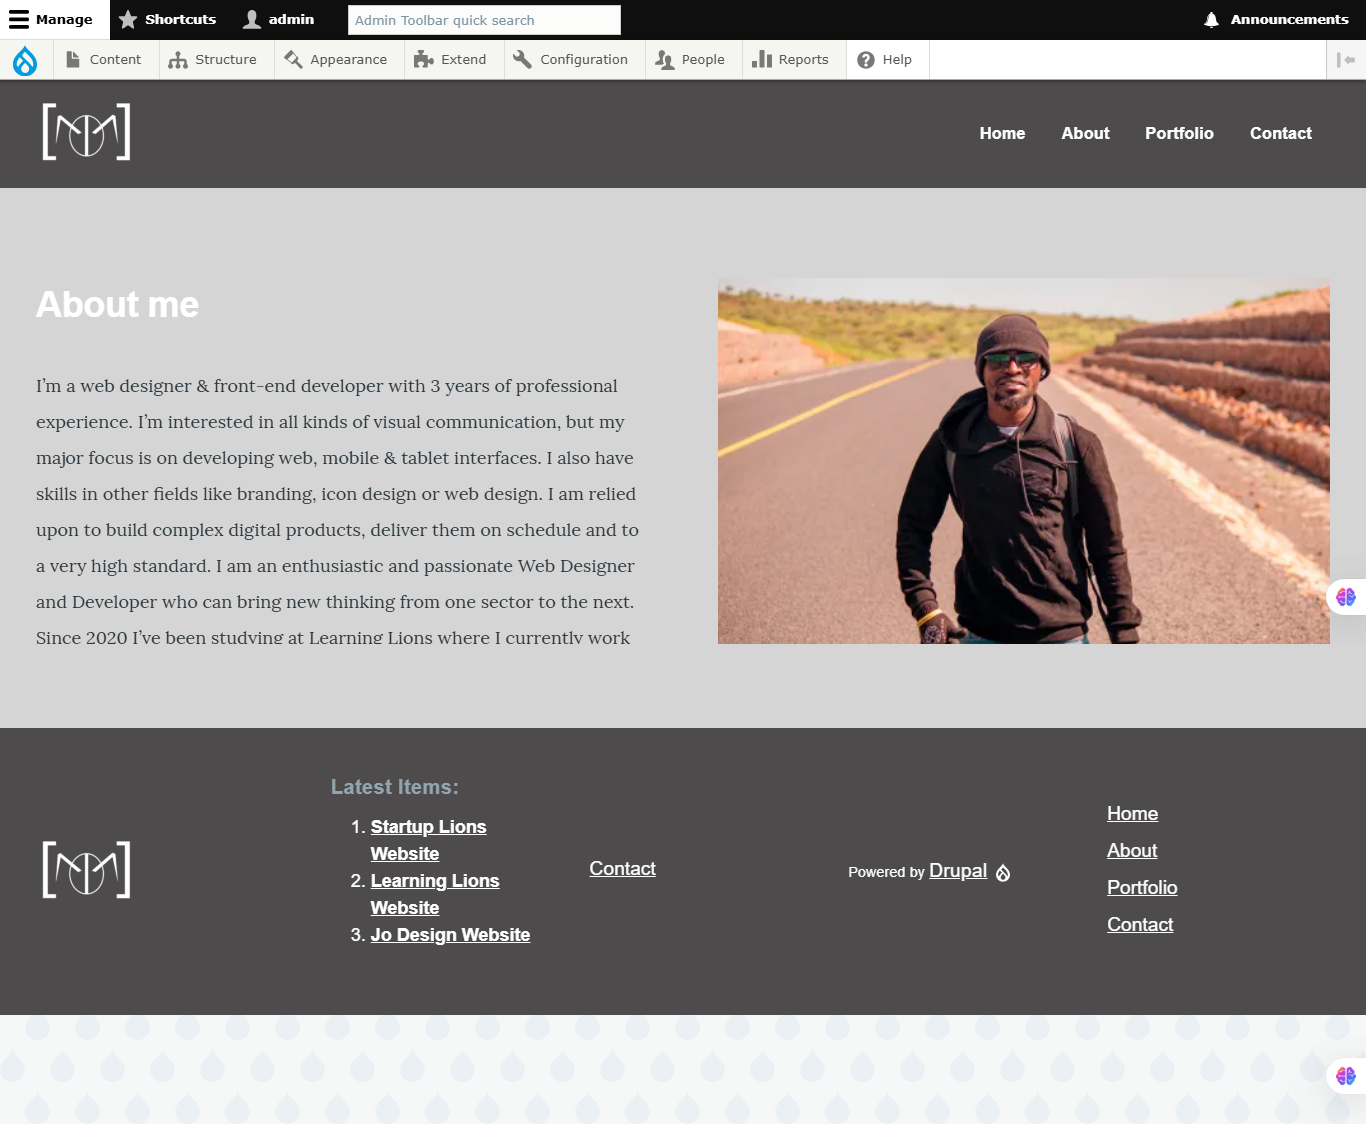 Manage
Shortcuts
admin
Admin Toolbar quick search
Announcements
Content
Structure
Appearance
Extend
Configuration
People
Reports
Help
Home
About
Portfolio
Contact
About me
I’m a web designer & front-end developer with 3 years of professional
experience. I’m interested in all kinds of visual communication, but my
major focus is on developing web, mobile & tablet interfaces. I also have
skills in other fields like branding, icon design or web design. I am relied
upon to build complex digital products, deliver them on schedule and to
a very high standard. I am an enthusiastic and passionate Web Designer
and Developer who can bring new thinking from one sector to the next.
Since 2020 I’ve been studying at Learning Lions where I currently work
Latest Items:
1. Startup Lions
Website
2. Learning Lions
Website
3. Jo Design Website
Contact
Powered by Drupal
Home
About
Portfolio
Contact